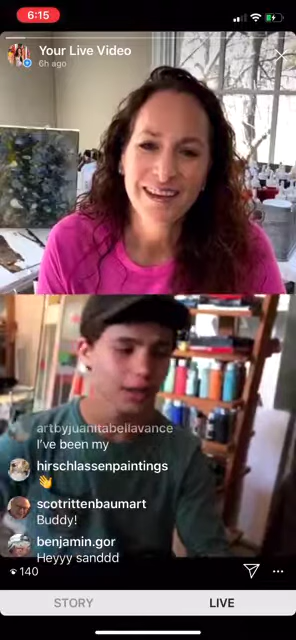 6:15
Your Live Video
6h ago
artbyjuanitabellavance
I've been my
hirschlassenpaintings
👋
scotrittenbaumart
Buddy!
benjamin.gor
Heyyy sanddd
140
STORY LIVE